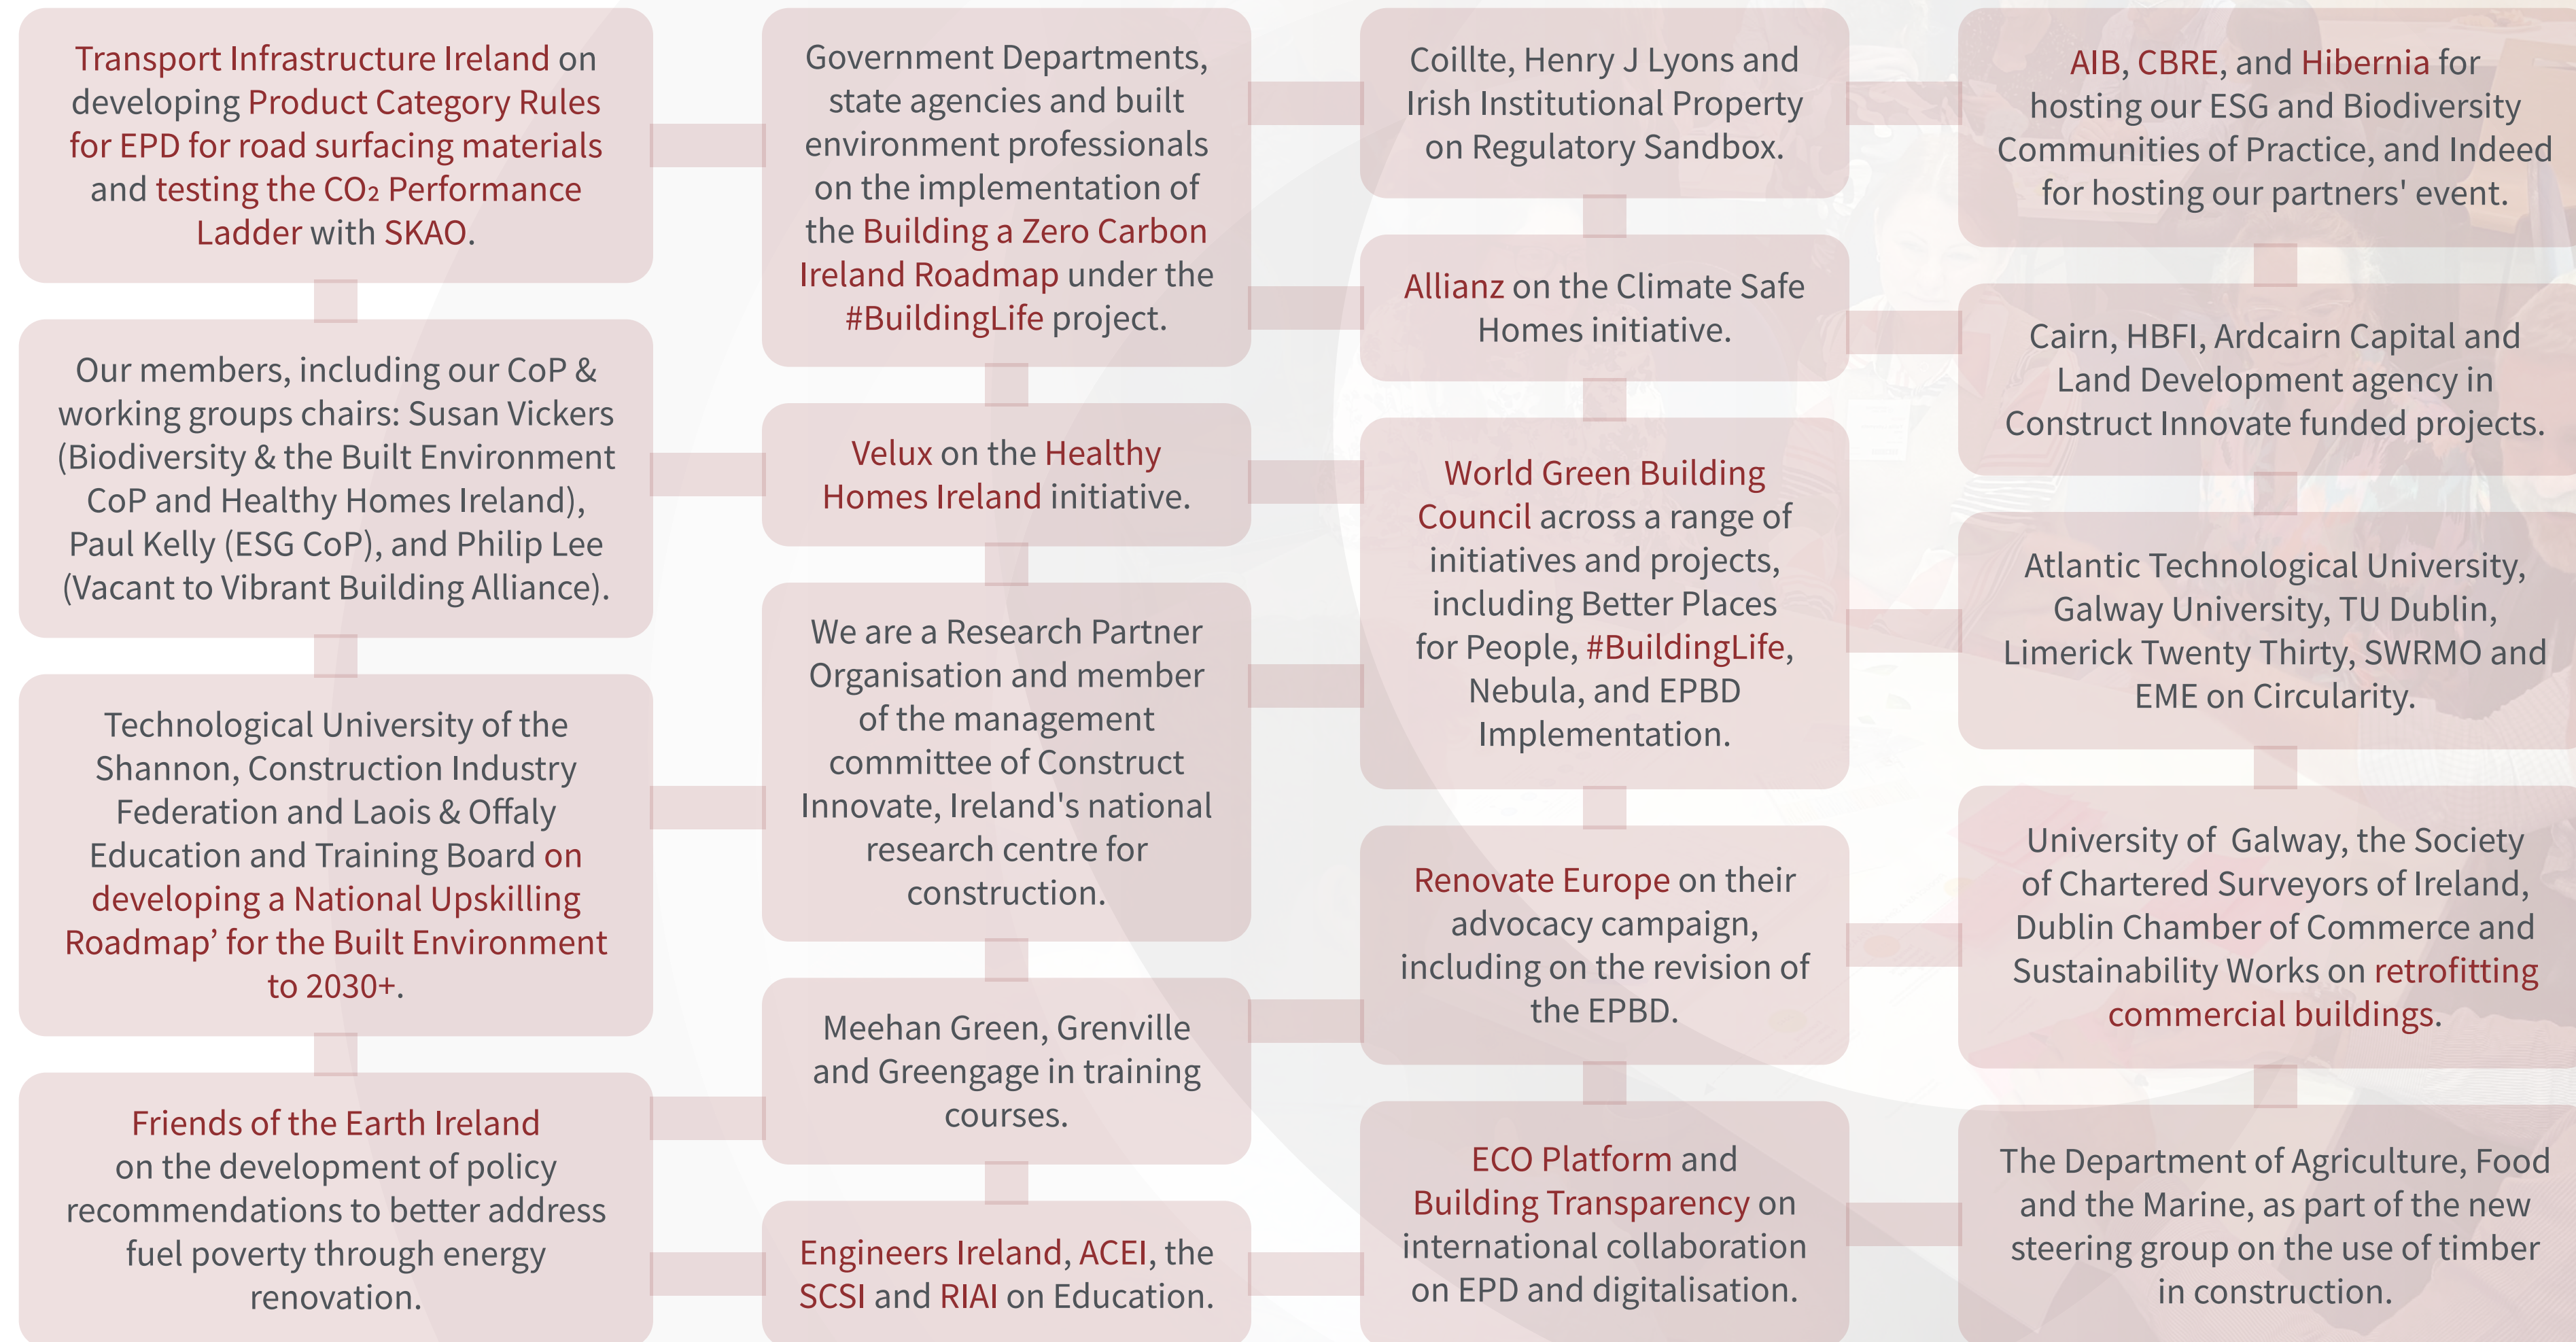 Transport Infrastructure Ireland on
developing Product Category Rules
for EPD for road surfacing materials
and testing the CO₂ Performance
Ladder with SKAO.
Our members, including our CoP &
working groups chairs: Susan Vickers
(Biodiversity & the Built Environment
CoP and Healthy Homes Ireland),
Paul Kelly (ESG CoP), and Philip Lee
(Vacant to Vibrant Building Alliance).
Technological University of the
Shannon, Construction Industry
Federation and Laois & Offaly
Education and Training Board on
developing a National Upskilling
Roadmap’ for the Built Environment
to 2030+.
Friends of the Earth Ireland
on the development of policy
recommendations to better address
fuel poverty through energy
renovation.
Government Departments,
state agencies and built
environment professionals
on the implementation of
the Building a Zero Carbon
Ireland Roadmap under the
#BuildingLife project.
Velux on the Healthy
Homes Ireland initiative.
We are a Research Partner
Organisation and member
of the management
committee of Construct
Innovate, Ireland's national
research centre for
construction.
Meehan Green, Grenville
and Greengage in training
courses.
Engineers Ireland, ACEI, the
SCSI and RIAI on Education.
Coillte, Henry J Lyons and
Irish Institutional Property
on Regulatory Sandbox.
Allianz on the Climate Safe
Homes initiative.
World Green Building
Council across a range of
initiatives and projects,
including Better Places
for People, #BuildingLife,
Nebula, and EPBD
Implementation.
Renovate Europe on their
advocacy campaign,
including on the revision of
the EPBD.
ECO Platform and
Building Transparency on
international collaboration
on EPD and digitalisation.
AIB, CBRE, and Hibernia for
hosting our ESG and Biodiversity
Communities of Practice, and Indeed
for hosting our partners' event.
Cairn, HBFI, Ardcairn Capital and
Land Development agency in
Construct Innovate funded projects.
Atlantic Technological University,
Galway University, TU Dublin,
Limerick Twenty Thirty, SWRMO and
EME on Circularity.
University of  Galway, the Society
of Chartered Surveyors of Ireland,
Dublin Chamber of Commerce and
Sustainability Works on retrofitting
commercial buildings.
The Department of Agriculture, Food
and the Marine, as part of the new
steering group on the use of timber
in construction.